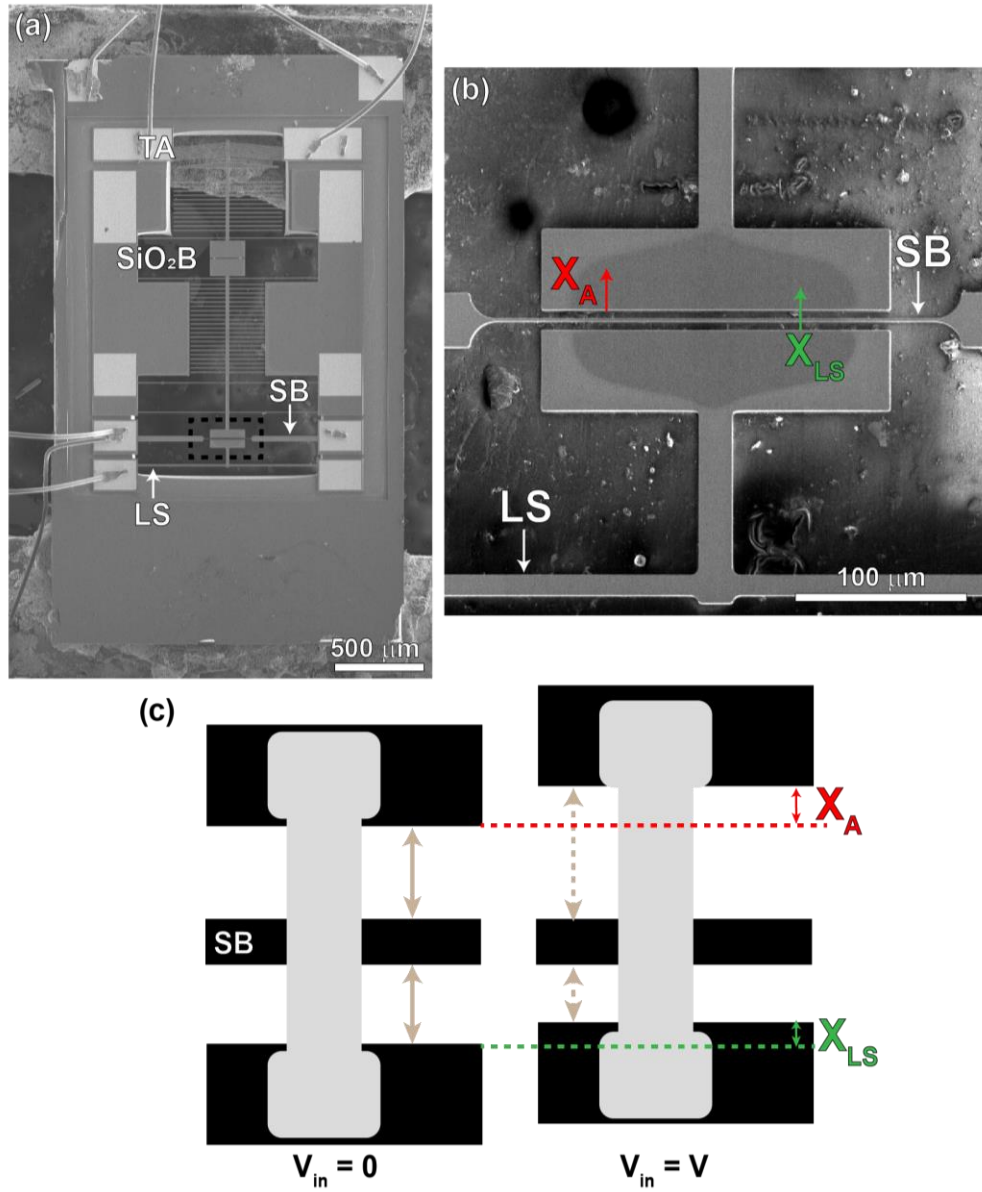 (a)
TA
SiO₂B
SB
LS
500 μm
(b)
X_A
SB
X_LS
LS
100 μm
(c)
X_A
SB
X_LS
V_in = 0
V_in = V